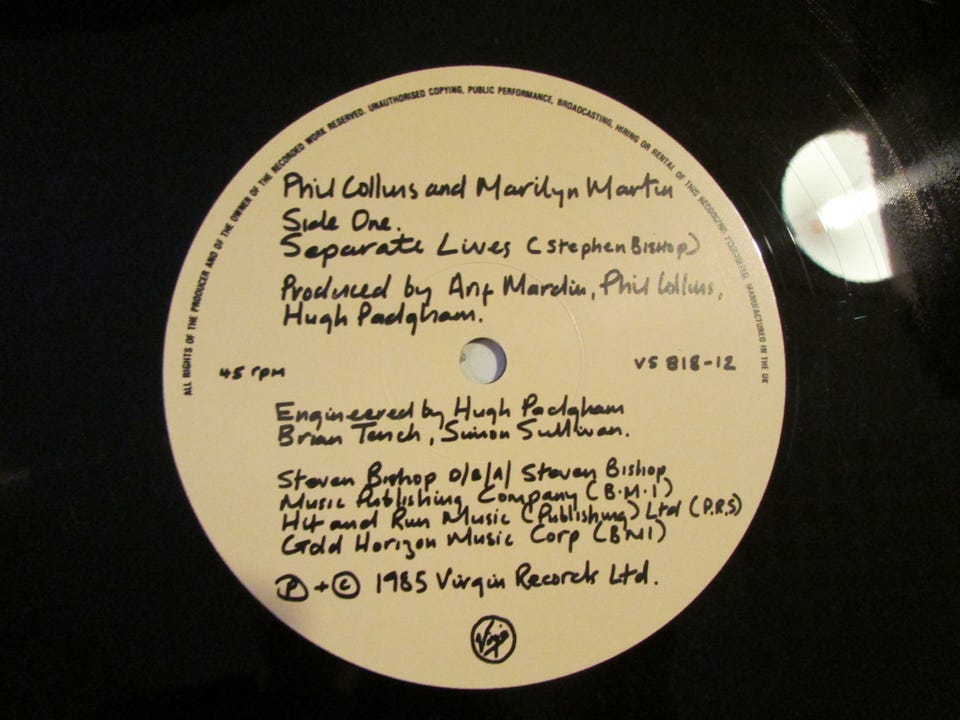 ALL RIGHTS OF THE PRODUCER AND OF THE OWNER OF THE RECORDED WORK RESERVED. UNAUTHORISED COPYING, PUBLIC PERFORMANCE, BROADCASTING, HIRING OR RENTAL OF THIS RECORDING PROHIBITED. MANUFACTURED IN THE UK
Phil Collins and Marilyn Martin
Side One.
Separate Lives (Stephen Bishop)
Produced by Arif Mardin, Phil Collins,
Hugh Padgham.
45 rpm
VS 818-12
Engineered by Hugh Padgham
Brian Tench, Simon Sullivan.
Steven Bishop D/B/A/ Steven Bishop
Music Publishing Company (B.M.I)
Hit and Run Music (Publishing) Ltd (P.R.S)
Gold Horizon Music Corp (BMI)
Ⓟ + © 1985 Virgin Records Ltd.
Virgin